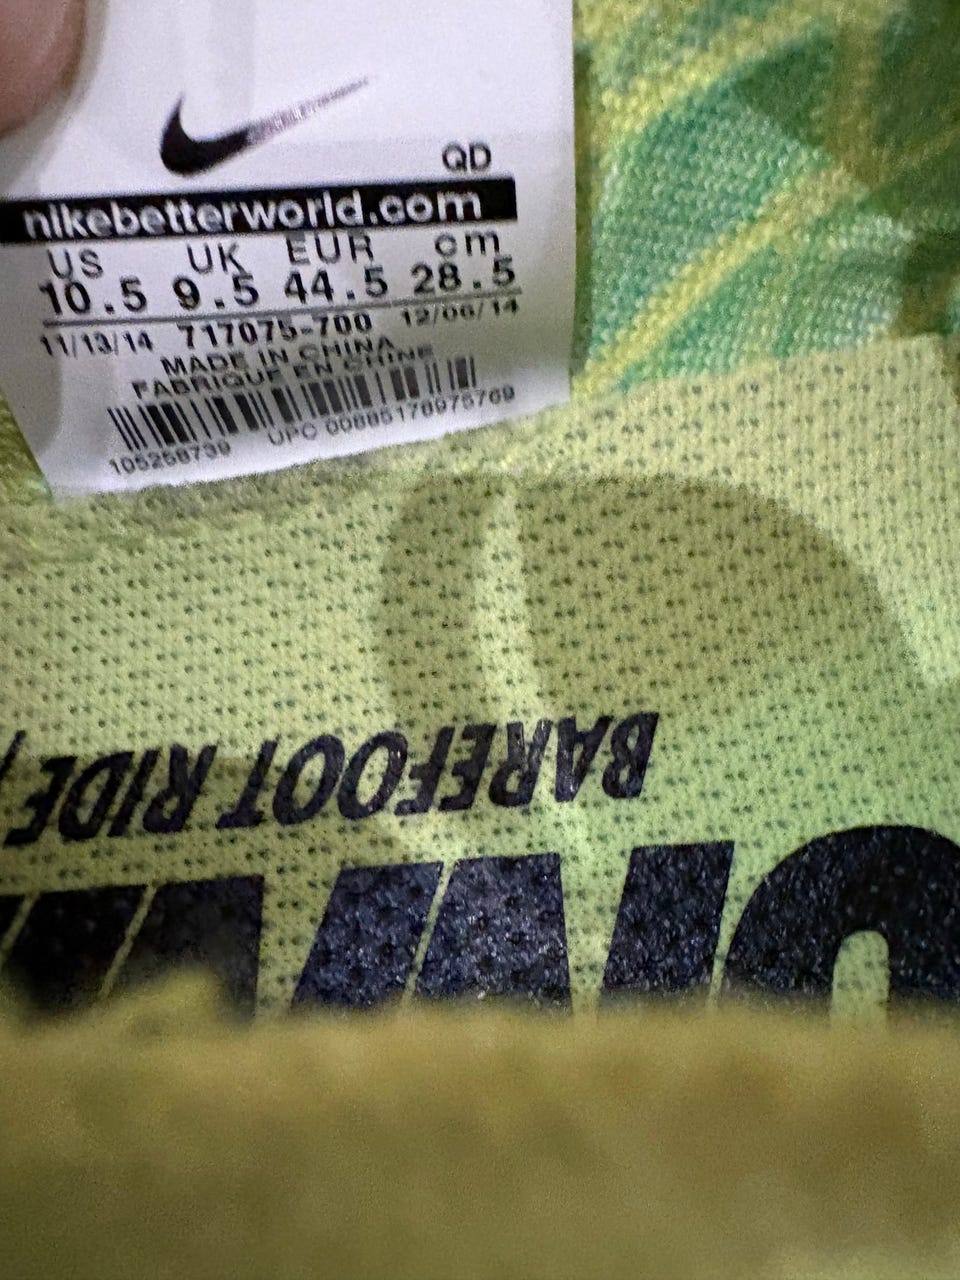 QD
nikebetterworld.com
US UK EUR cm
10.5 9.5 44.5 28.5
11/13/14 717075-700 12/06/14
MADE IN CHINA
FABRIQUE EN CHINE
UPC 00885178975769
105258739
BAREFOOT RIDE /